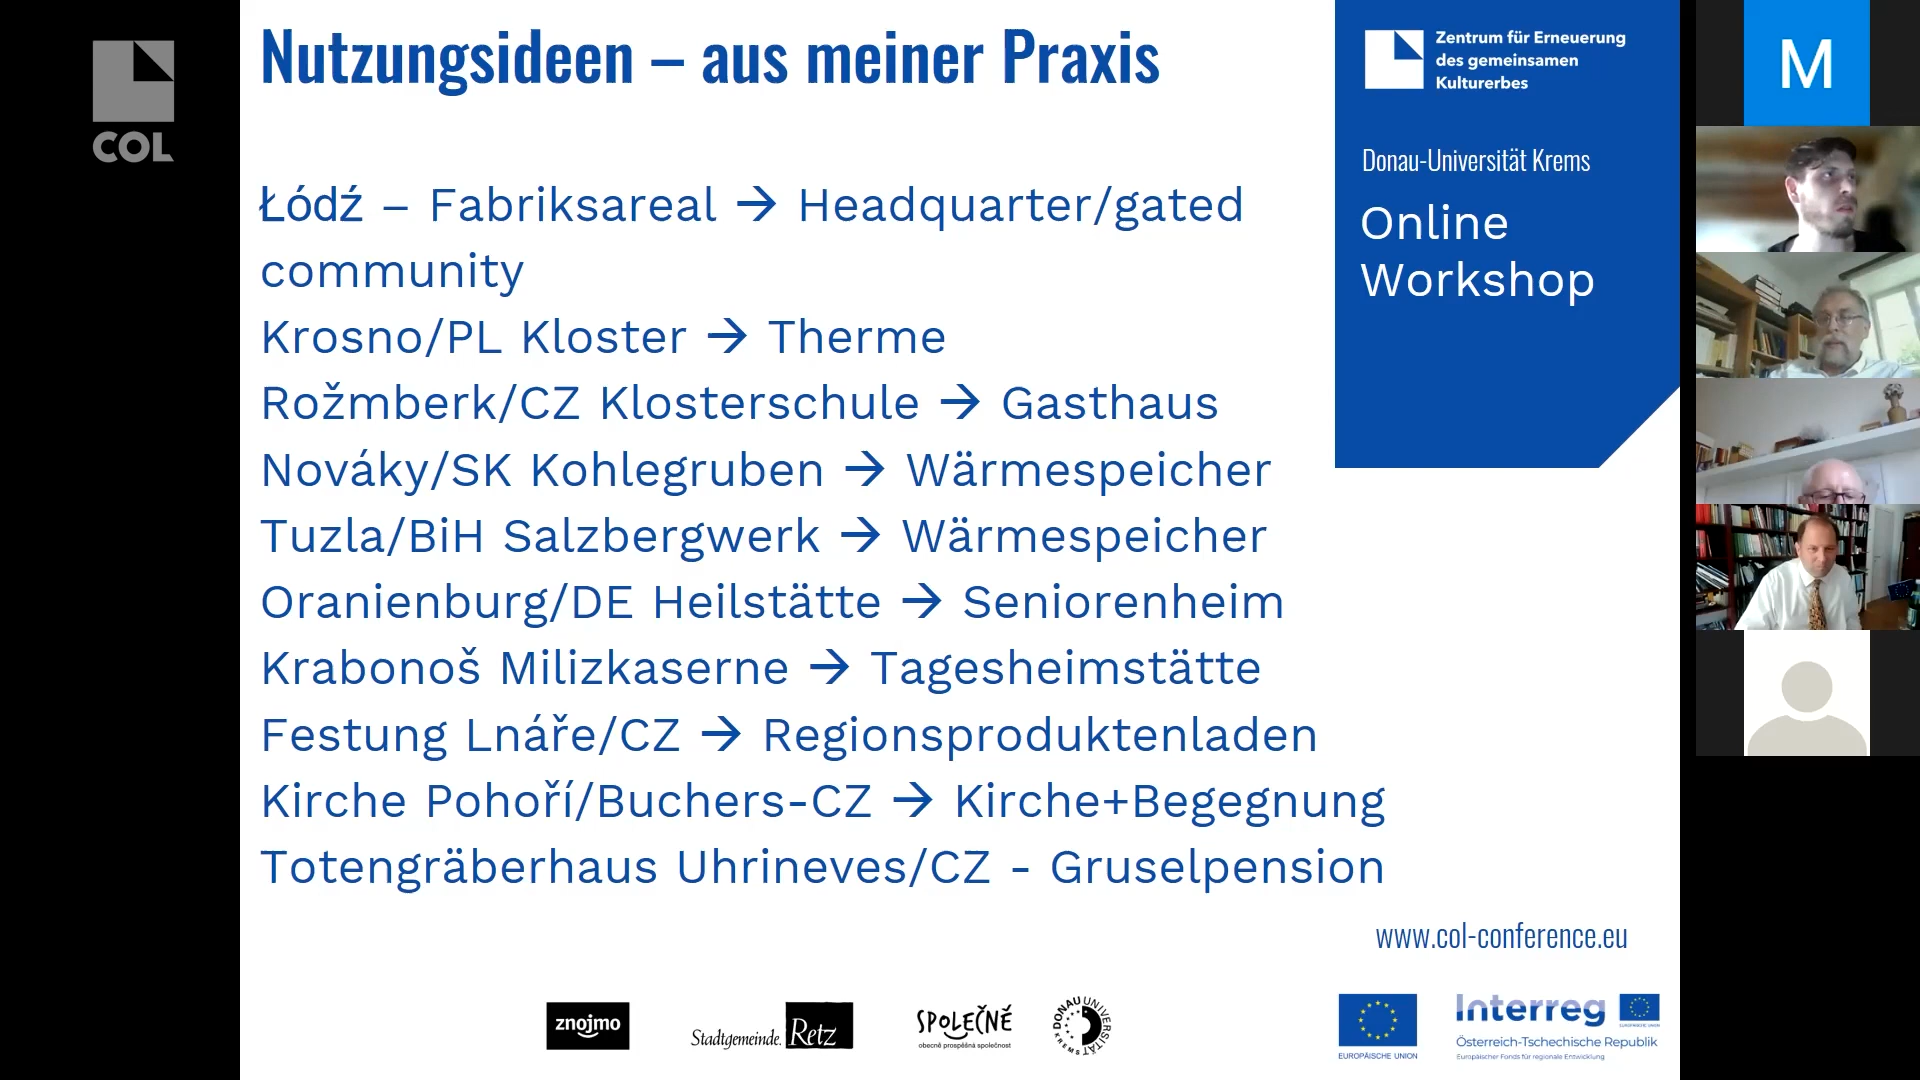 COL
Nutzungsideen – aus meiner Praxis
Łódź – Fabriksareal → Headquarter/gated
community
Krosno/PL Kloster → Therme
Rožmberk/CZ Klosterschule → Gasthaus
Nováky/SK Kohlegruben → Wärmespeicher
Tuzla/BiH Salzbergwerk → Wärmespeicher
Oranienburg/DE Heilstätte → Seniorenheim
Krabonoš Milizkaserne → Tagesheimstätte
Festung Lnáře/CZ → Regionsproduktenladen
Kirche Pohoří/Buchers-CZ → Kirche+Begegnung
Totengräberhaus Uhrineves/CZ - Gruselpension
Zentrum für Erneuerung
des gemeinsamen
Kulturerbes
Donau-Universität Krems
Online
Workshop
M
www.col-conference.eu
znojmo
Stadtgemeinde Retz
SPOLEČNĚ
obecně prospěšná společnost
DONAU UNIVERSITÄT
KREMS
EUROPÄISCHE UNION
Interreg
EUROPÄISCHE UNION
Österreich-Tschechische Republik
Europäischer Fonds für regionale Entwicklung